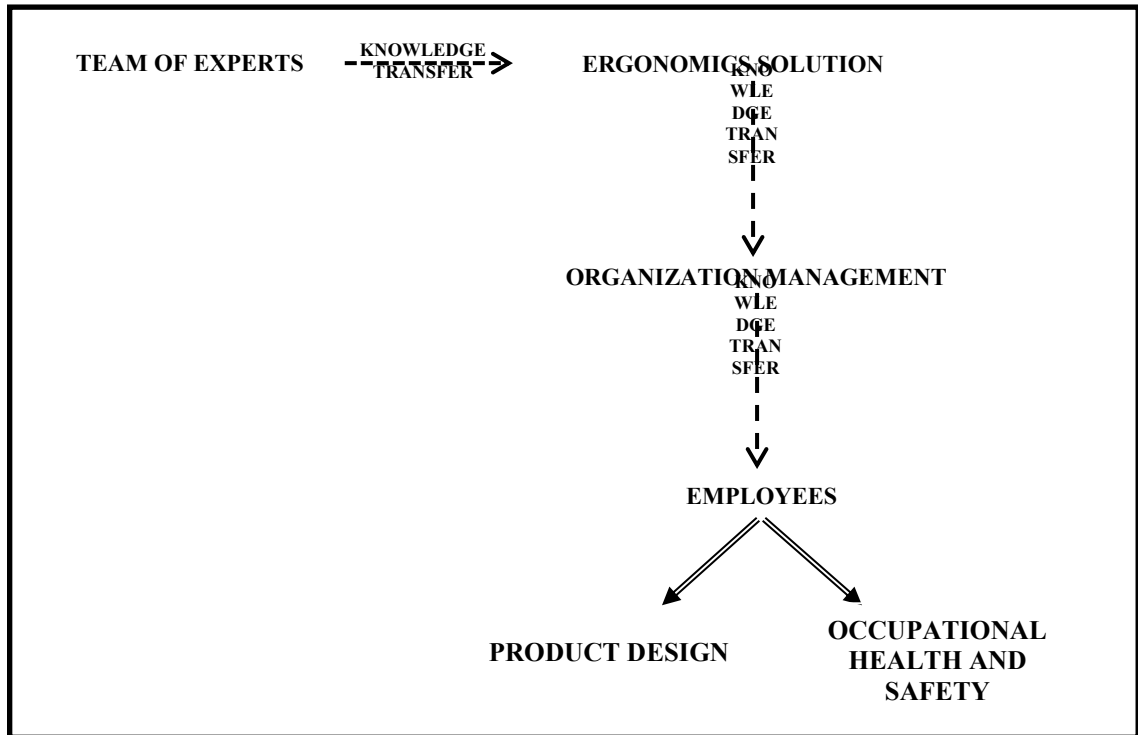 TEAM OF EXPERTS
KNOWLEDGE
TRANSFER
ERGONOMICS SOLUTION
KNO
WLE
DGE
TRAN
SFER
ORGANIZATION MANAGEMENT
KNO
WLE
DGE
TRAN
SFER
EMPLOYEES
PRODUCT DESIGN
OCCUPATIONAL
HEALTH AND
SAFETY